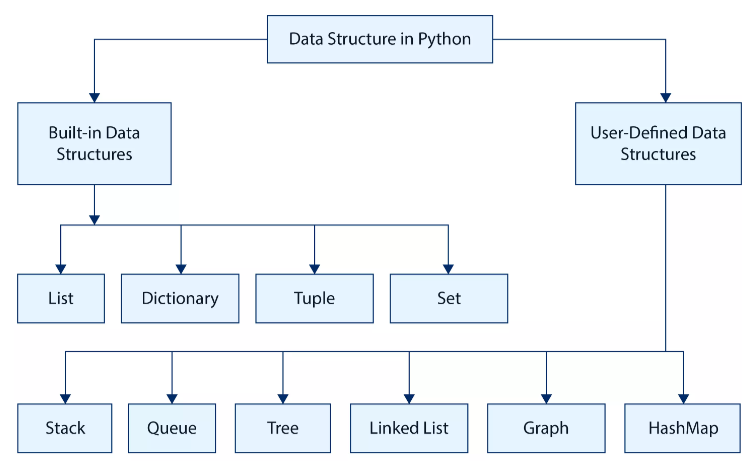 Data Structure in Python
Built-in Data
Structures
User-Defined Data
Structures
List
Dictionary
Tuple
Set
Stack
Queue
Tree
Linked List
Graph
HashMap